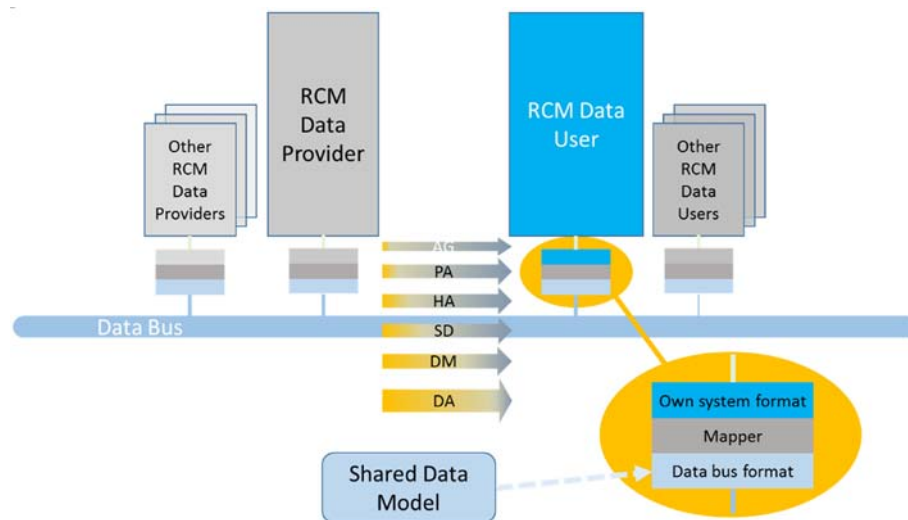 RCM
Data
Provider
RCM Data
User
Other
RCM
Data
Providers
Other
RCM
Data
Users
AG
PA
HA
SD
DM
DA
Data Bus
Own system format
Mapper
Data bus format
Shared Data
Model